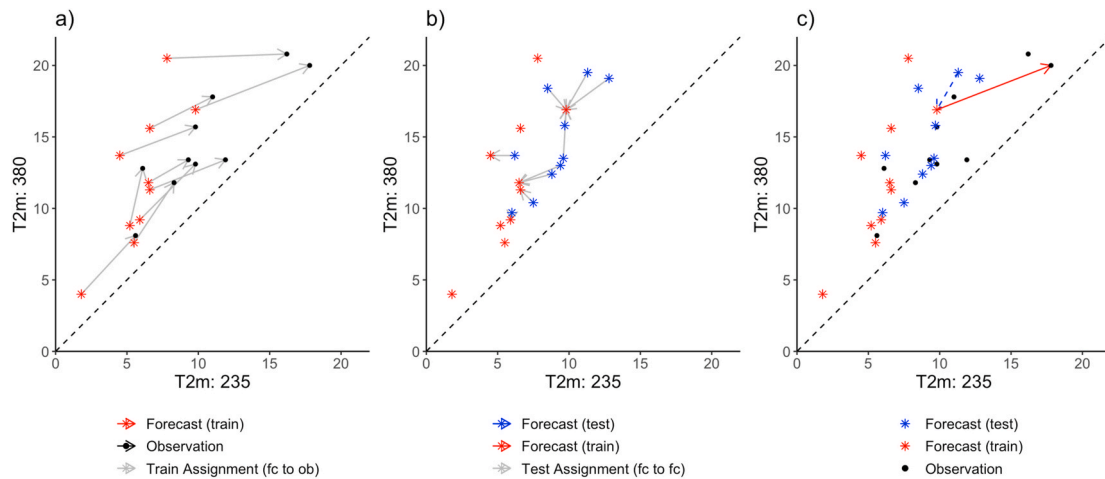 a)
T2m: 380
20
15
10
5
0
0 5 10 15 20
T2m: 235
Forecast (train)
Observation
Train Assignment (fc to ob)
b)
T2m: 380
20
15
10
5
0
0 5 10 15 20
T2m: 235
Forecast (test)
Forecast (train)
Test Assignment (fc to fc)
c)
T2m: 380
20
15
10
5
0
0 5 10 15 20
T2m: 235
Forecast (test)
Forecast (train)
Observation